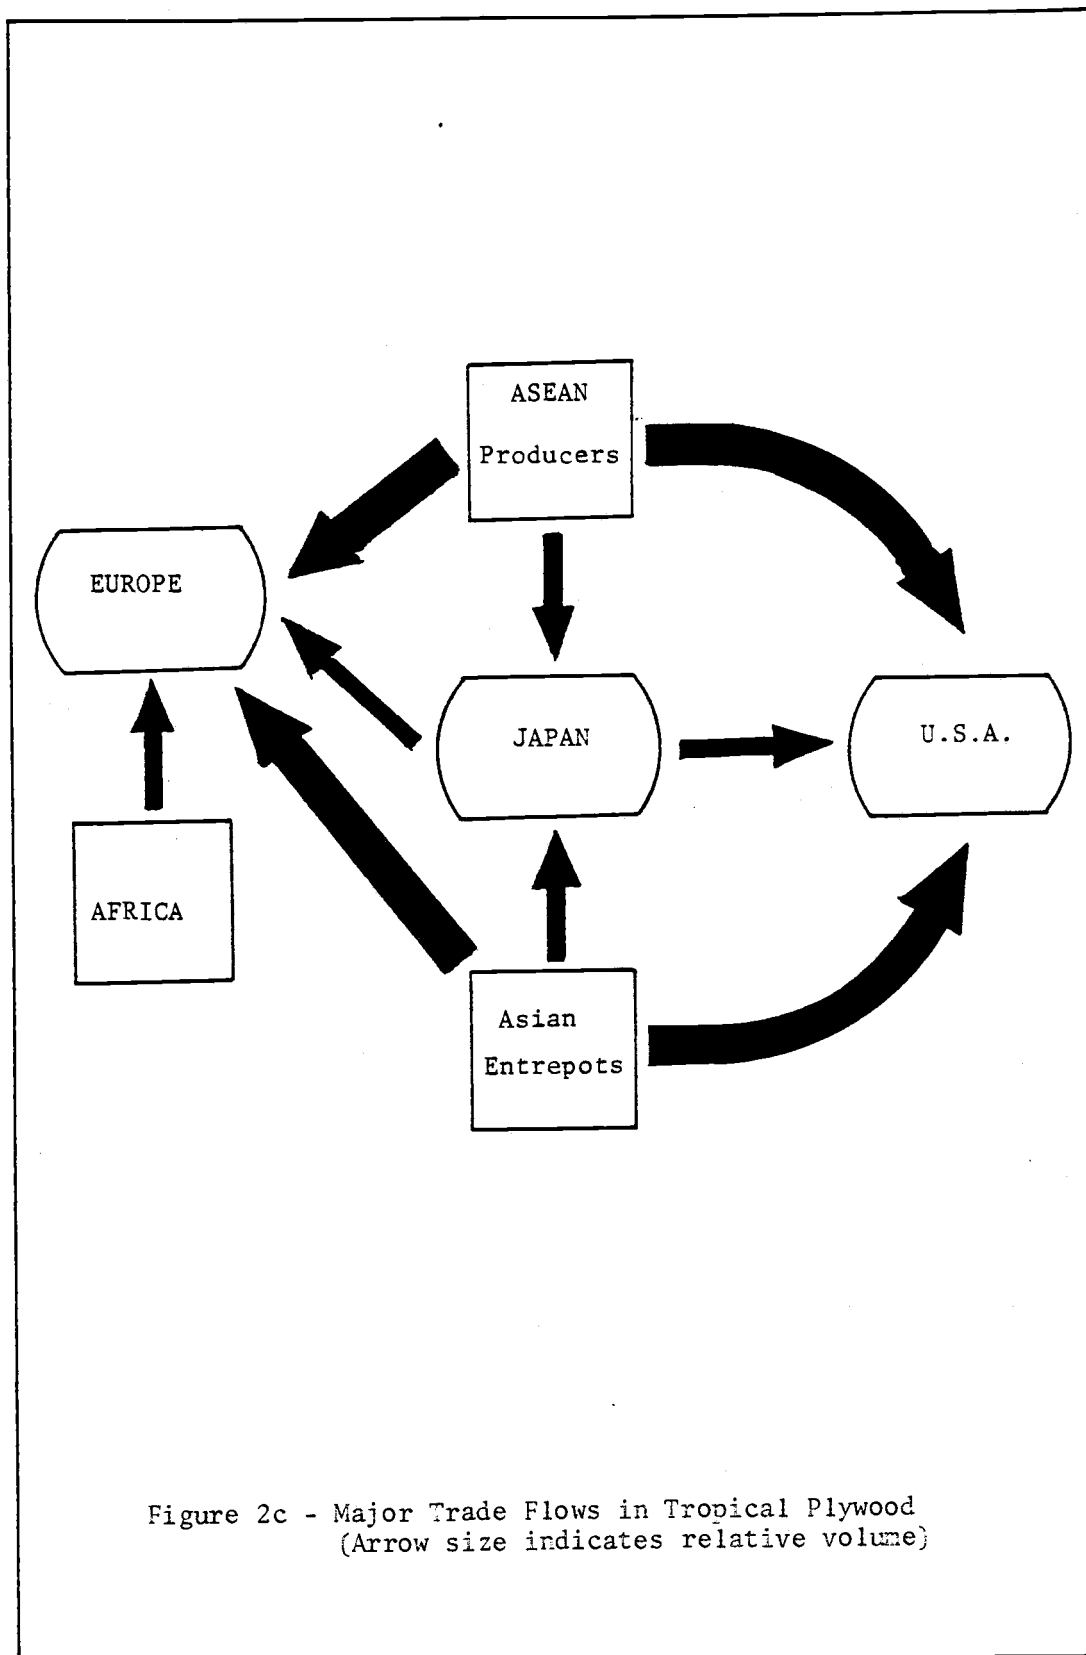 ASEAN
Producers
EUROPE
JAPAN
U.S.A.
AFRICA
Asian
Entrepots
Figure 2c - Major Trade Flows in Tropical Plywood
(Arrow size indicates relative volume)